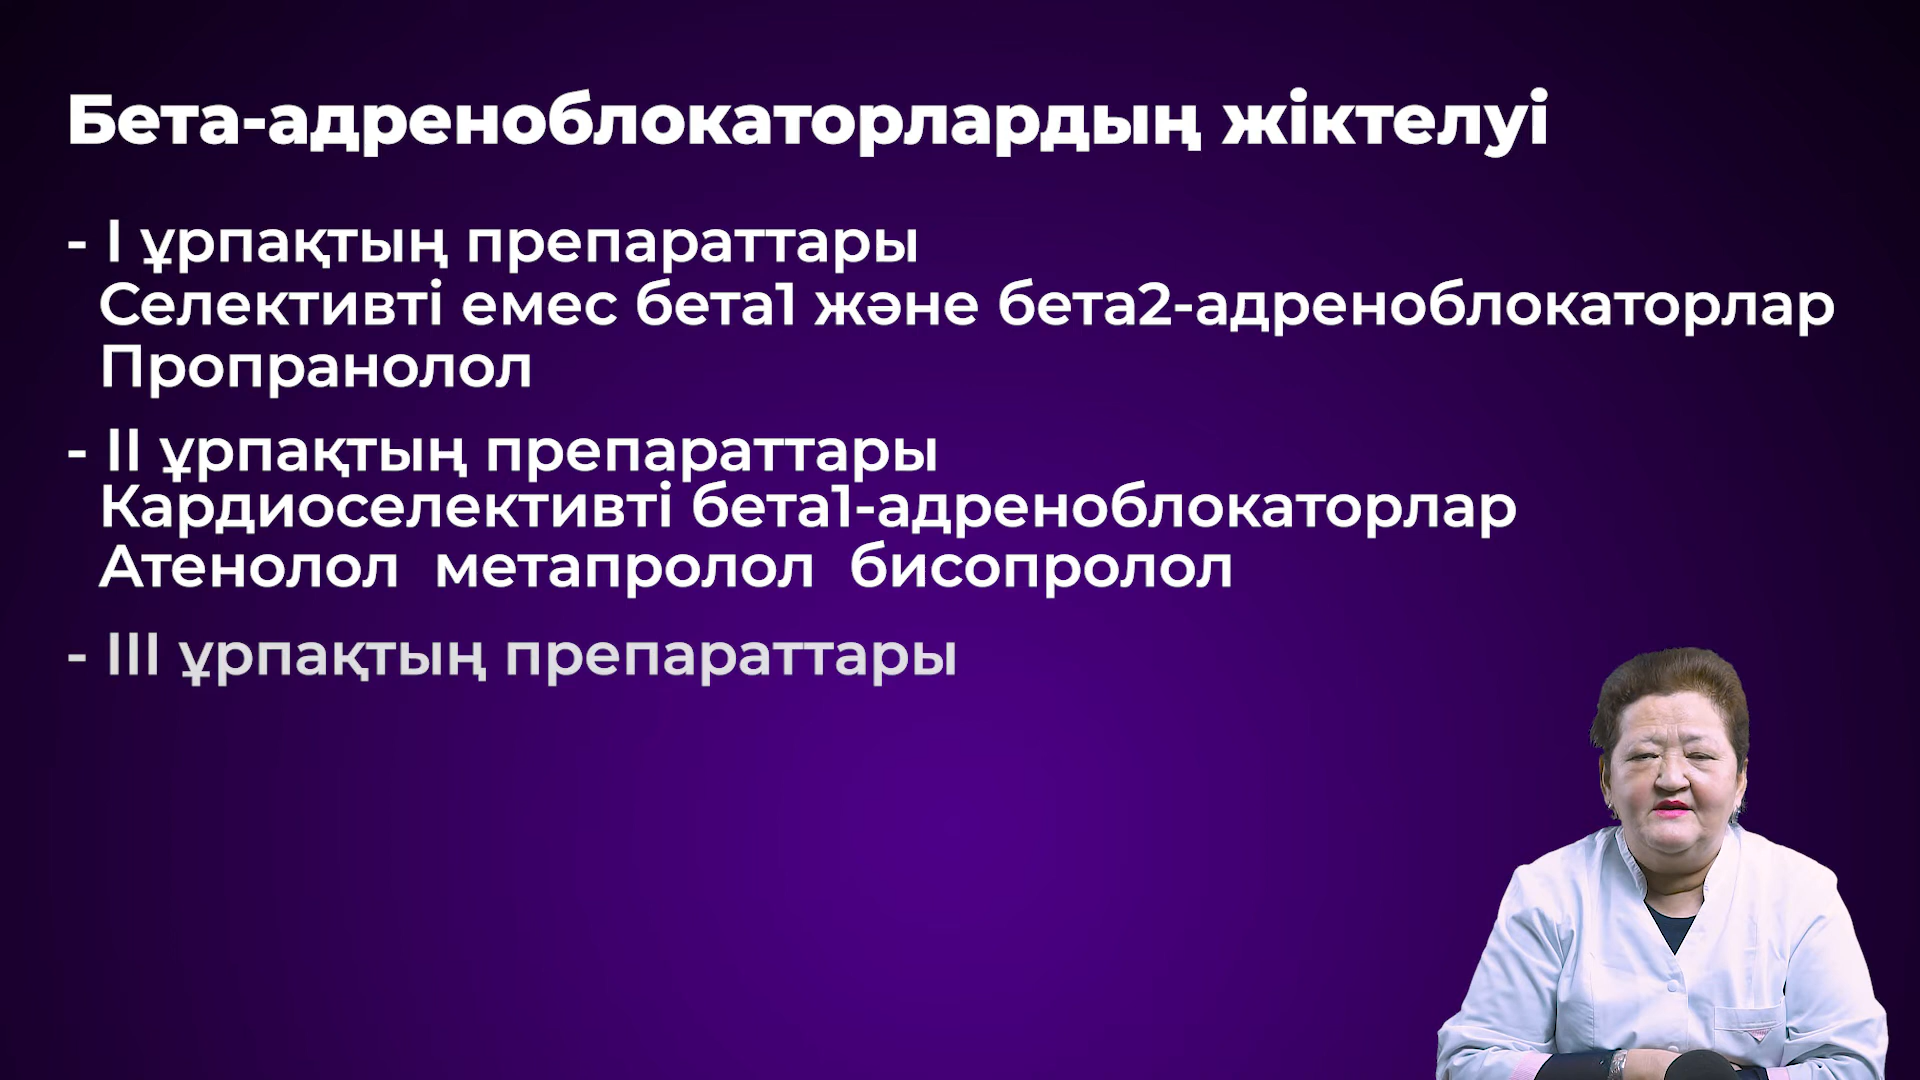 Бета-адреноблокаторлардың жіктелуі
- I ұрпақтың препараттары
Селективті емес бета1 және бета2-адреноблокаторлар
Пропранолол
- II ұрпақтың препараттары
Кардиоселективті бета1-адреноблокаторлар
Атенолол метапролол бисопролол
- III ұрпақтың препараттары